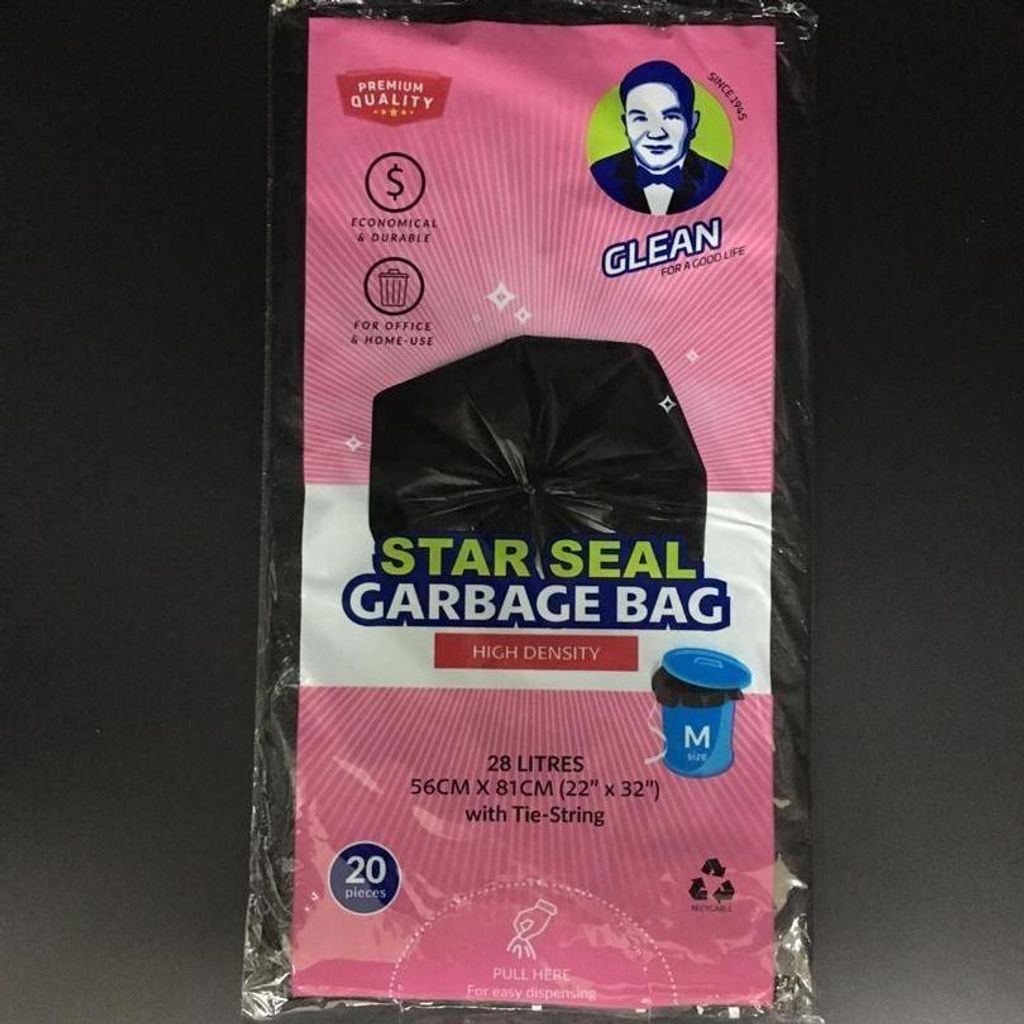 PREMIUM
QUALITY
SINCE 1945
$
ECONOMICAL
& DURABLE
GLEAN
FOR A GOOD LIFE
FOR OFFICE
& HOME-USE
STAR SEAL
GARBAGE BAG
HIGH DENSITY
M
size
28 LITRES
56CM X 81CM (22” x 32”)
with Tie-String
20
pieces
RECYCABLE
PULL HERE
For easy dispensing